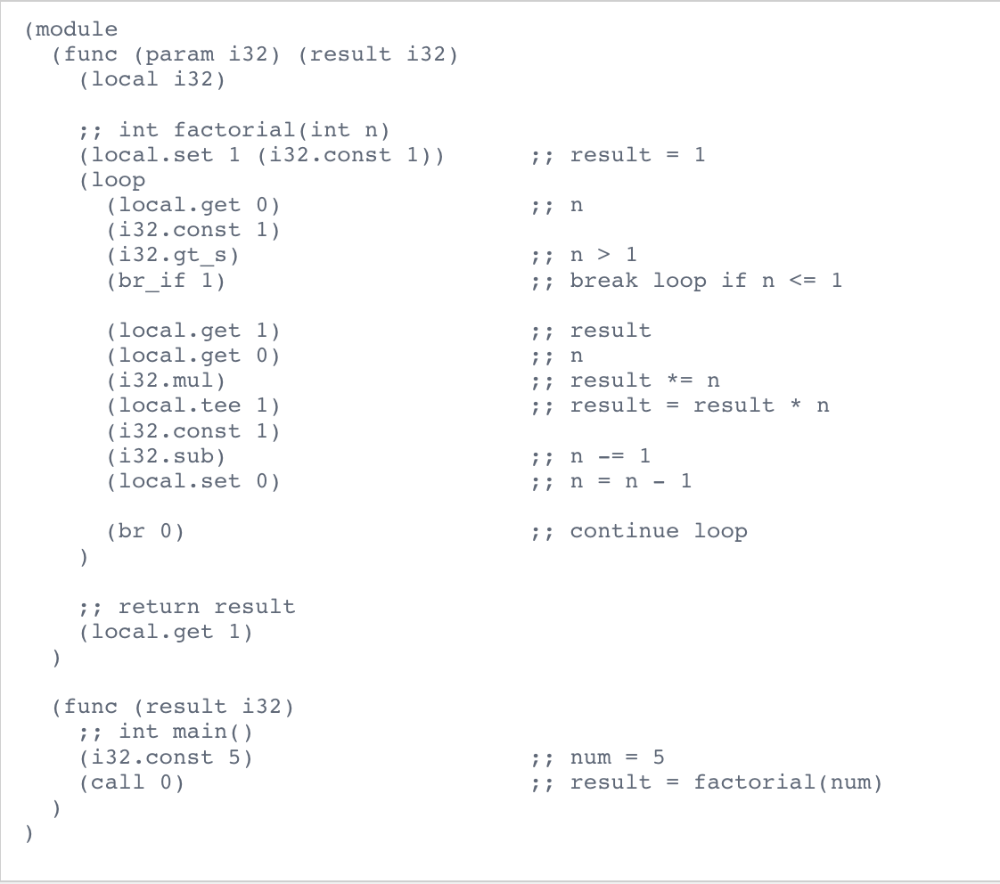 (module
  (func (param i32) (result i32)
    (local i32)

    ;; int factorial(int n)
    (local.set 1 (i32.const 1))      ;; result = 1
    (loop
      (local.get 0)                  ;; n
      (i32.const 1)
      (i32.gt_s)                     ;; n > 1
      (br_if 1)                      ;; break loop if n <= 1

      (local.get 1)                  ;; result
      (local.get 0)                  ;; n
      (i32.mul)                      ;; result *= n
      (local.tee 1)                  ;; result = result * n
      (i32.const 1)
      (i32.sub)                      ;; n -= 1
      (local.set 0)                  ;; n = n - 1

      (br 0)                         ;; continue loop
    )

    ;; return result
    (local.get 1)
  )

  (func (result i32)
    ;; int main()
    (i32.const 5)                    ;; num = 5
    (call 0)                         ;; result = factorial(num)
  )
)